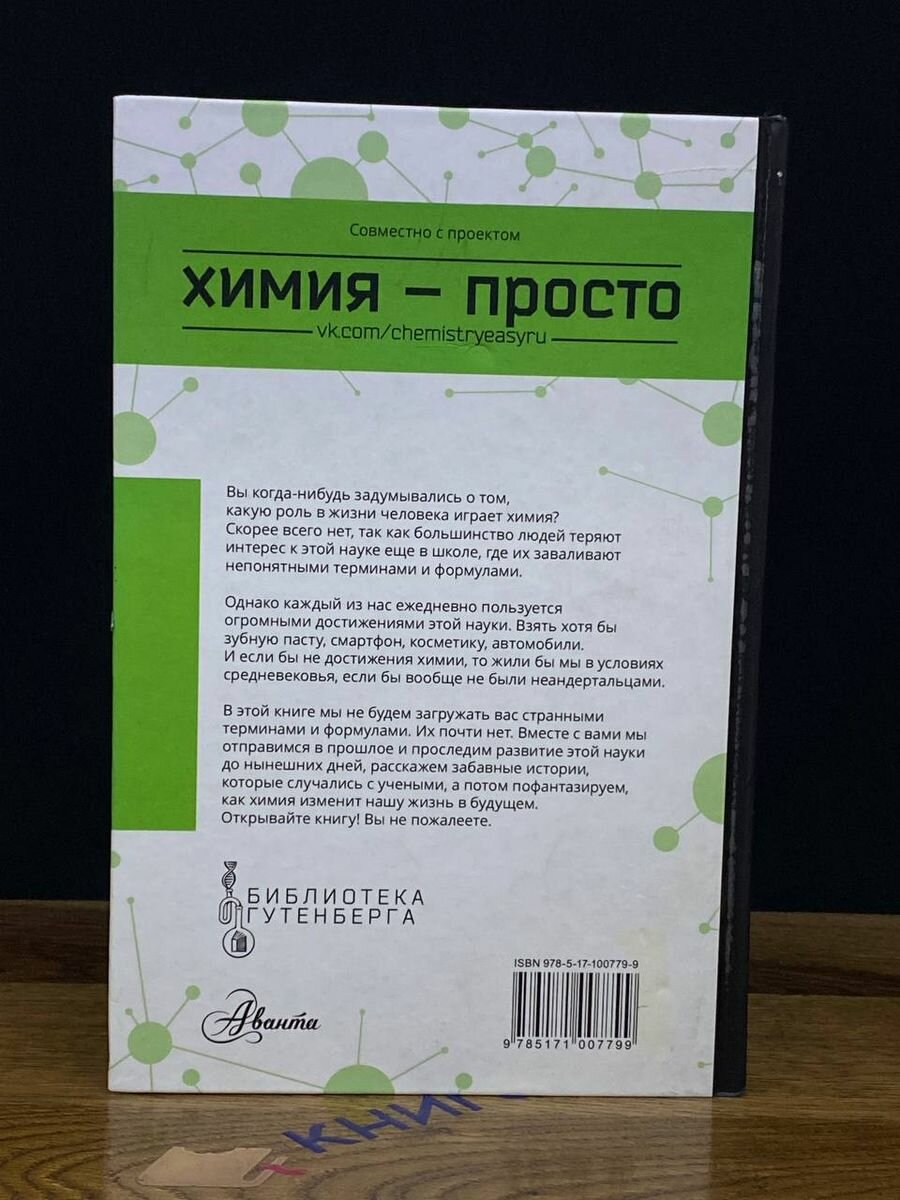 Совместно с проектом
ХИМИЯ – ПРОСТО
vk.com/chemistryeasyru
Вы когда-нибудь задумывались о том,
какую роль в жизни человека играет химия?
Скорее всего нет, так как большинство людей теряют
интерес к этой науке еще в школе, где их заваливают
непонятными терминами и формулами.
Однако каждый из нас ежедневно пользуется
огромными достижениями этой науки. Взять хотя бы
зубную пасту, смартфон, косметику, автомобили.
И если бы не достижения химии, то жили бы мы в условиях
средневековья, если бы вообще не были неандертальцами.
В этой книге мы не будем загружать вас странными
терминами и формулами. Их почти нет. Вместе с вами мы
отправимся в прошлое и проследим развитие этой науки
до нынешних дней, расскажем забавные истории,
которые случались с учеными, а потом пофантазируем,
как химия изменит нашу жизнь в будущем.
Открывайте книгу! Вы не пожалеете.
БИБЛИОТЕКА
ГУТЕНБЕРГА
ISBN 978-5-17-100779-9
9 785171 007799
Аванта
КНИГ